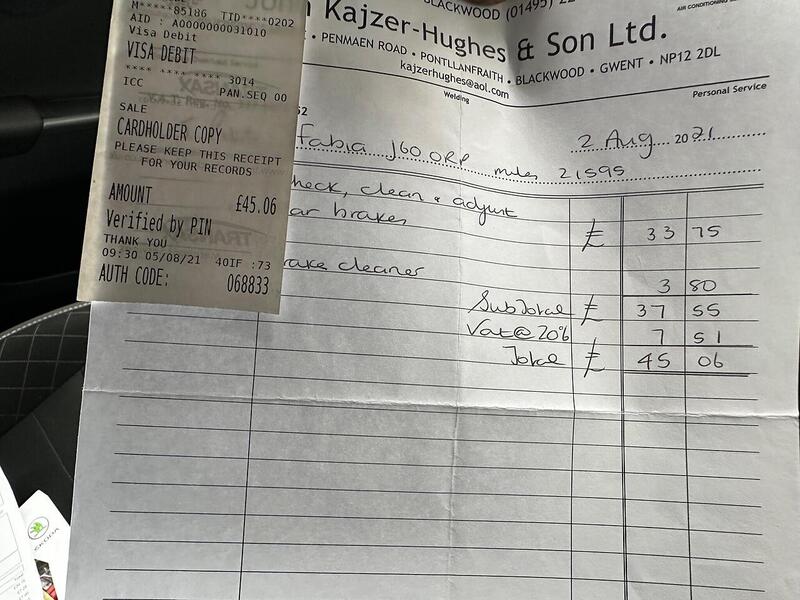 M*****85186 TID****0202
AID : A0000000031010
Visa Debit
VISA DEBIT
**** **** **** 3014
ICC PAN.SEQ 00
SALE
CARDHOLDER COPY
PLEASE KEEP THIS RECEIPT
FOR YOUR RECORDS
AMOUNT £45.06
Verified by PIN
THANK YOU
09:30 05/08/21 40IF :73
AUTH CODE: 068833
BLACKWOOD (01495) 22
AIR CONDITIONING
Kajzer-Hughes & Son Ltd.
• PENMAEN ROAD • PONTLLANFRAITH • BLACKWOOD • GWENT • NP12 2DL
kajzerhughes@aol.com
Welding
Personal Service
2 Aug 2021
fabia J60 ORP miles 21595
heck, clean & adjust
ar brakes £ 33 75
rake cleaner 3 80
SubTotal £ 37 55
Vat@20% 7 51
Total £ 45 06
SKODA